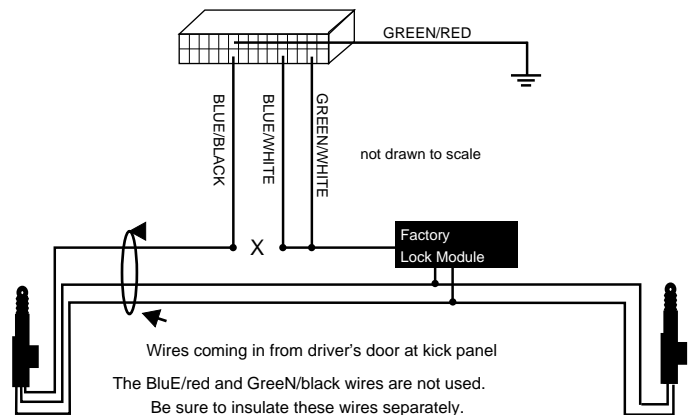 GREEN/RED
BLUE/BLACK
BLUE/WHITE
GREEN/WHITE
not drawn to scale
X
Factory
Lock Module
Wires coming in from driver's door at kick panel
The BluE/red and GreeN/black wires are not used.
Be sure to insulate these wires separately.